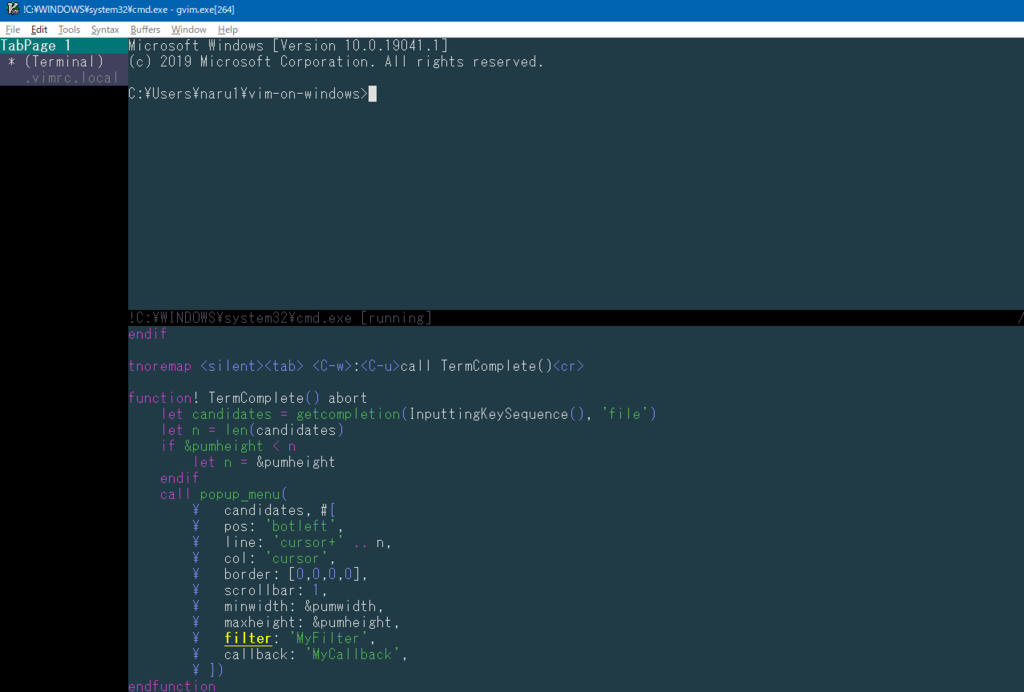 !C:¥WINDOWS¥system32¥cmd.exe - gvim.exe[264]
File Edit Tools Syntax Buffers Window Help
TabPage 1
* (Terminal)
.vimrc.local
Microsoft Windows [Version 10.0.19041.1]
(c) 2019 Microsoft Corporation. All rights reserved.
C:¥Users¥naru1¥vim-on-windows>
!C:¥WINDOWS¥system32¥cmd.exe [running]
/
endif
tnoremap <silent><tab> <C-w>:<C-u>call TermComplete()<cr>
function! TermComplete() abort
let candidates = getcompletion(InputtingKeySequence(), 'file')
let n = len(candidates)
if &pumheight < n
let n = &pumheight
endif
call popup_menu(
¥ candidates, #[
¥ pos: 'botleft',
¥ line: 'cursor+' .. n,
¥ col: 'cursor',
¥ border: [0,0,0,0],
¥ scrollbar: 1,
¥ minwidth: &pumwidth,
¥ maxheight: &pumheight,
¥ filter: 'MyFilter',
¥ callback: 'MyCallback',
¥ ])
endfunction